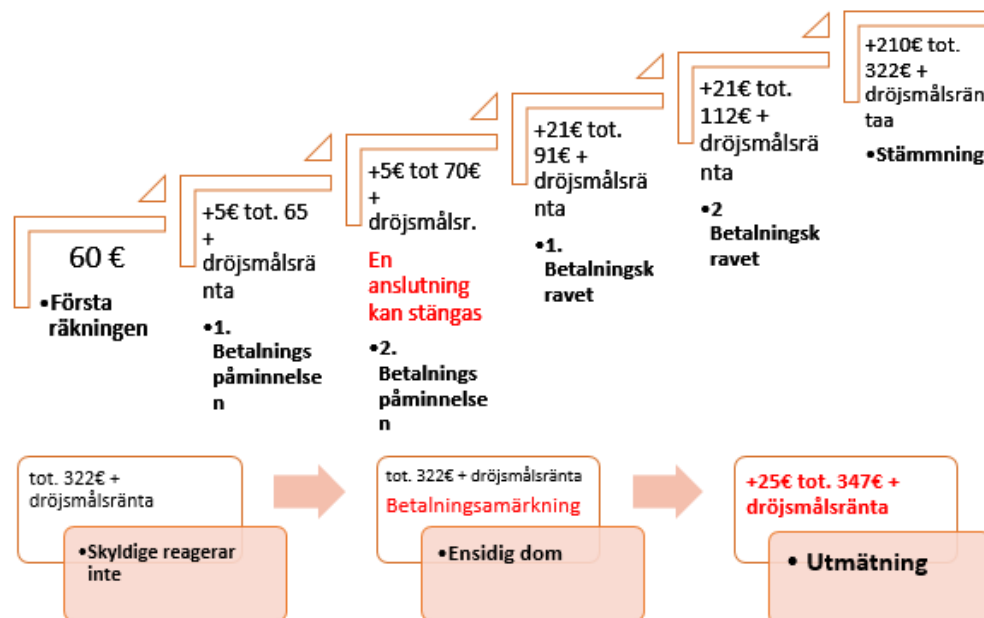 60 €
•Första
räkningen
+5€ tot. 65
+
dröjsmålsrä
nta
•1.
Betalnings
påminnelse
n
+5€ tot 70€
+
dröjsmålsr.
En
anslutning
kan stängas
•2.
Betalnings
påminnelse
n
+21€ tot.
91€ +
dröjsmålsrä
nta
•1.
Betalningsk
ravet
+21€ tot.
112€ +
dröjsmålsrä
nta
•2
Betalningsk
ravet
+210€ tot.
322€ +
dröjsmålsrän
taa
•Stämmning
tot. 322€ +
dröjsmålsränta
•Skyldige reagerar
inte
tot. 322€ + dröjsmålsränta
Betalningsamärkning
•Ensidig dom
+25€ tot. 347€ +
dröjsmålsränta
• Utmätning